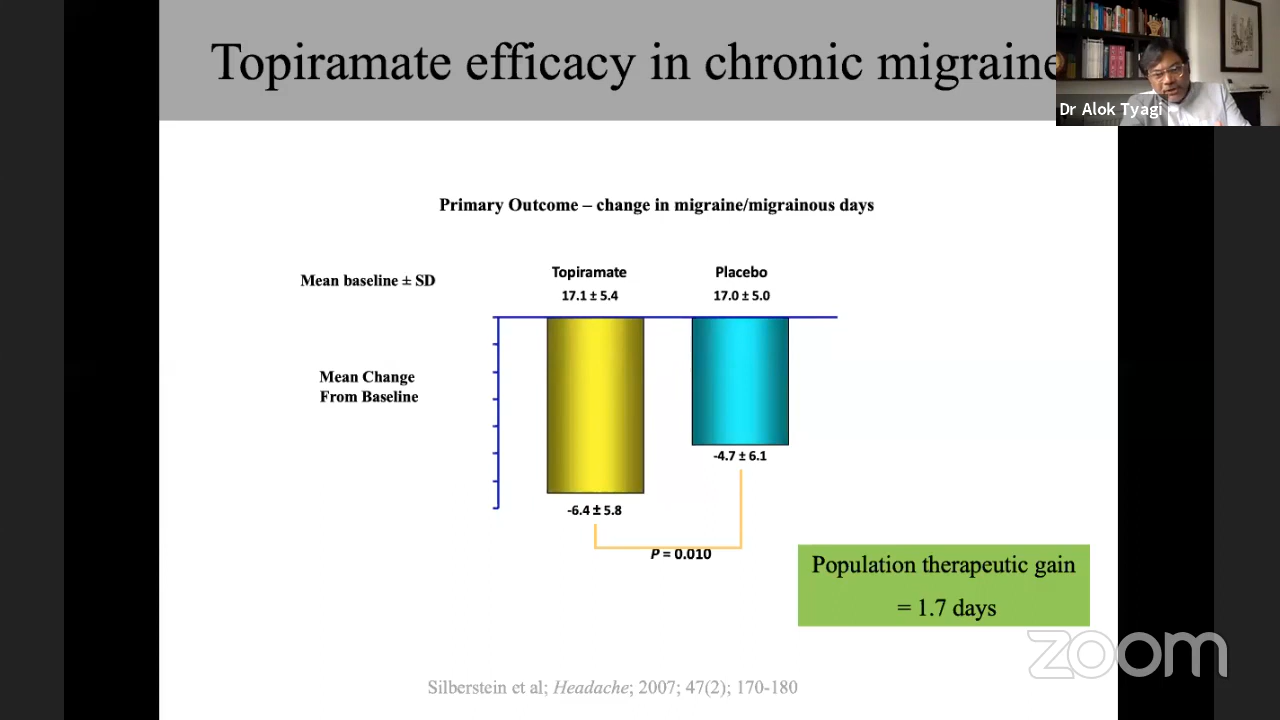 Topiramate efficacy in chronic migraine
Dr Alok Tyagi
Primary Outcome – change in migraine/migrainous days
Mean baseline ± SD
Topiramate
Placebo
17.1 ± 5.4
17.0 ± 5.0
Mean Change
From Baseline
-4.7 ± 6.1
-6.4 ± 5.8
P = 0.010
Population therapeutic gain
= 1.7 days
zoom
Silberstein et al; Headache; 2007; 47(2); 170-180